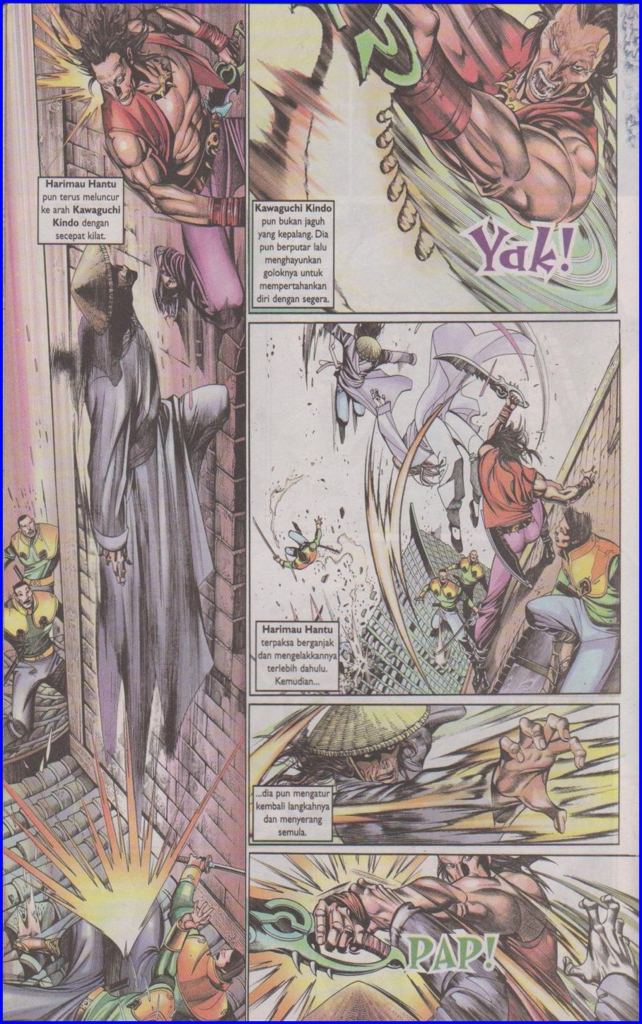 Harimau Hantu
pun terus meluncur
ke arah Kawaguchi
Kindo dengan
secepat kilat.
Kawaguchi Kindo
pun bukan jaguh
yang kepalang. Dia
pun berputar lalu
menghayunkan
goloknya untuk
mempertahankan
diri dengan segera.
Yak!
Harimau Hantu
terpaksa berganjak
dan mengelakkannya
terlebih dahulu.
Kemudian...
...dia pun mengatur
kembali langkahnya
dan menyerang
semula.
PAP!